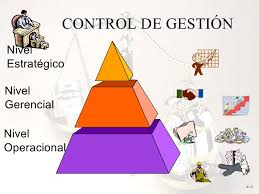 CONTROL DE GESTIÓN
Nivel
Estratégico
Nivel
Gerencial
Nivel
Operacional